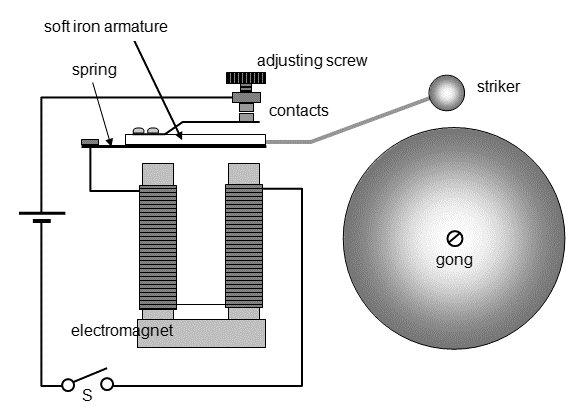 soft iron armature
spring
adjusting screw
striker
contacts
gong
electromagnet
S